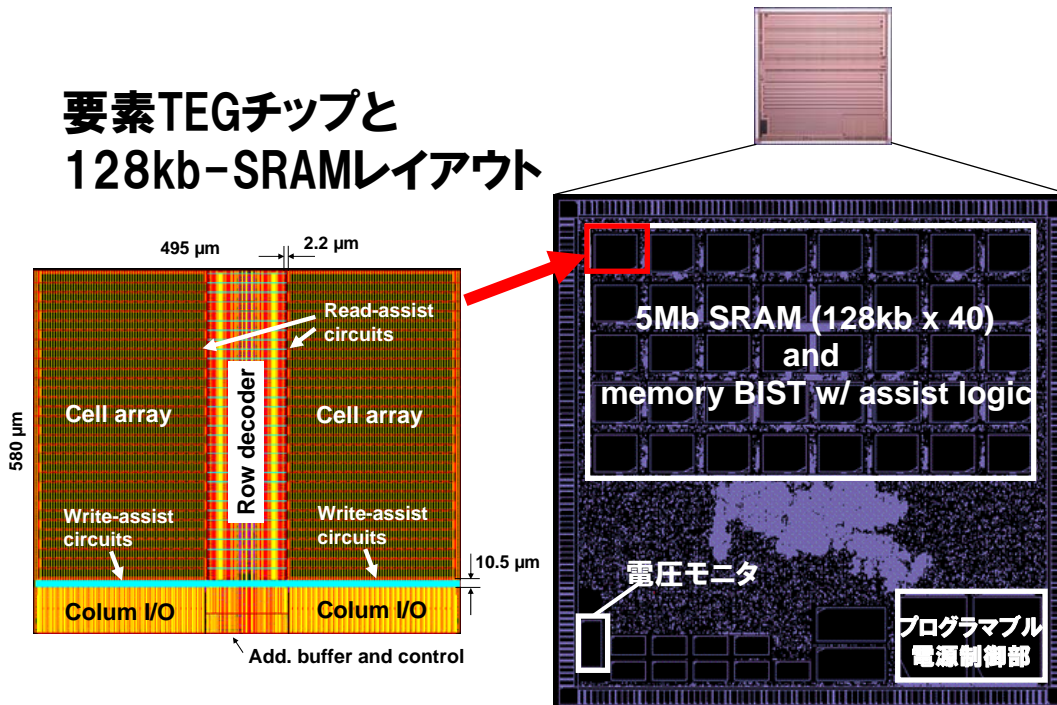 要素TEGチップと
128kb-SRAMレイアウト
495 µm
2.2 µm
Read-assist
circuits
Cell array
Row decoder
Cell array
580 µm
Write-assist
circuits
Write-assist
circuits
10.5 µm
Colum I/O
Colum I/O
Add. buffer and control
5Mb SRAM (128kb x 40)
and
memory BIST w/ assist logic
電圧モニタ
プログラマブル
電源制御部